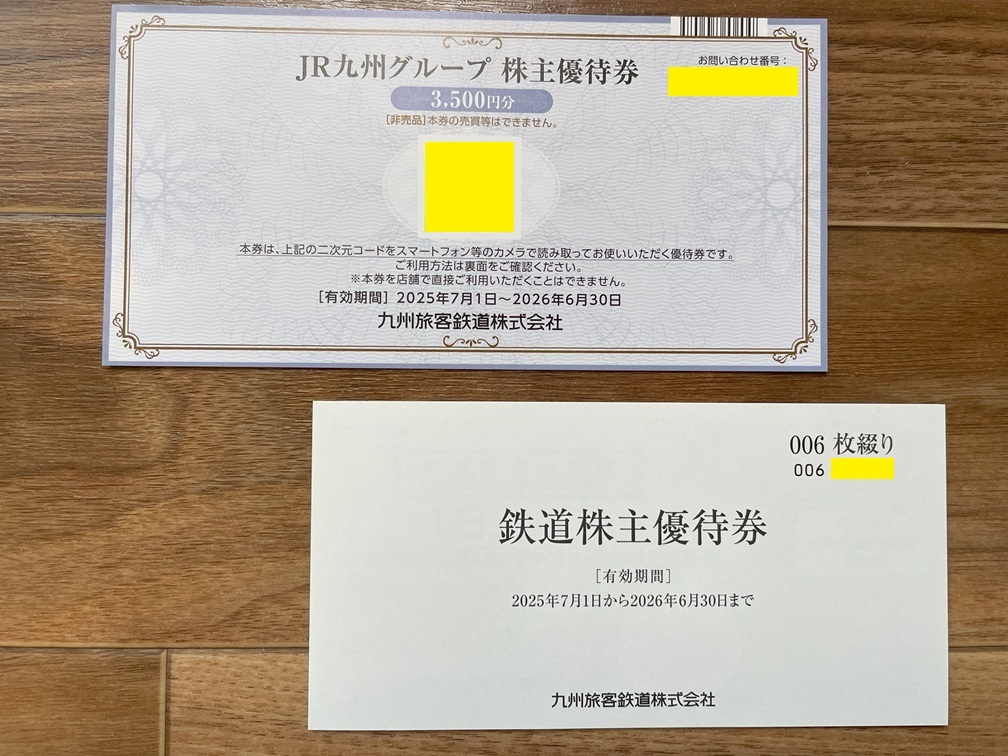 お問い合わせ番号：
JR九州グループ 株主優待券
3,500円分
[非売品]本券の売買等はできません。
本券は、上記の二次元コードをスマートフォン等のカメラで読み取ってお使いいただく優待券です。
ご利用方法は裏面をご確認ください。
※本券を店舗で直接ご利用いただくことはできません。
[有効期間] 2025年7月1日～2026年6月30日
九州旅客鉄道株式会社
006 枚綴り
006
鉄道株主優待券
[有効期間]
2025年7月1日から2026年6月30日まで
九州旅客鉄道株式会社